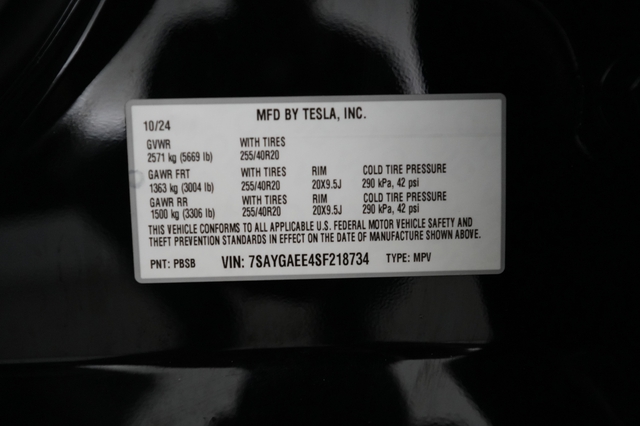 MFD BY TESLA, INC.
10/24
GVWR WITH TIRES
2571 kg (5669 lb) 255/40R20
GAWR FRT WITH TIRES RIM COLD TIRE PRESSURE
1363 kg (3004 lb) 255/40R20 20X9.5J 290 kPa, 42 psi
GAWR RR WITH TIRES RIM COLD TIRE PRESSURE
1500 kg (3306 lb) 255/40R20 20X9.5J 290 kPa, 42 psi
THIS VEHICLE CONFORMS TO ALL APPLICABLE U.S. FEDERAL MOTOR VEHICLE SAFETY AND
THEFT PREVENTION STANDARDS IN EFFECT ON THE DATE OF MANUFACTURE SHOWN ABOVE.
PNT: PBSB VIN: 7SAYGAEE4SF218734 TYPE: MPV